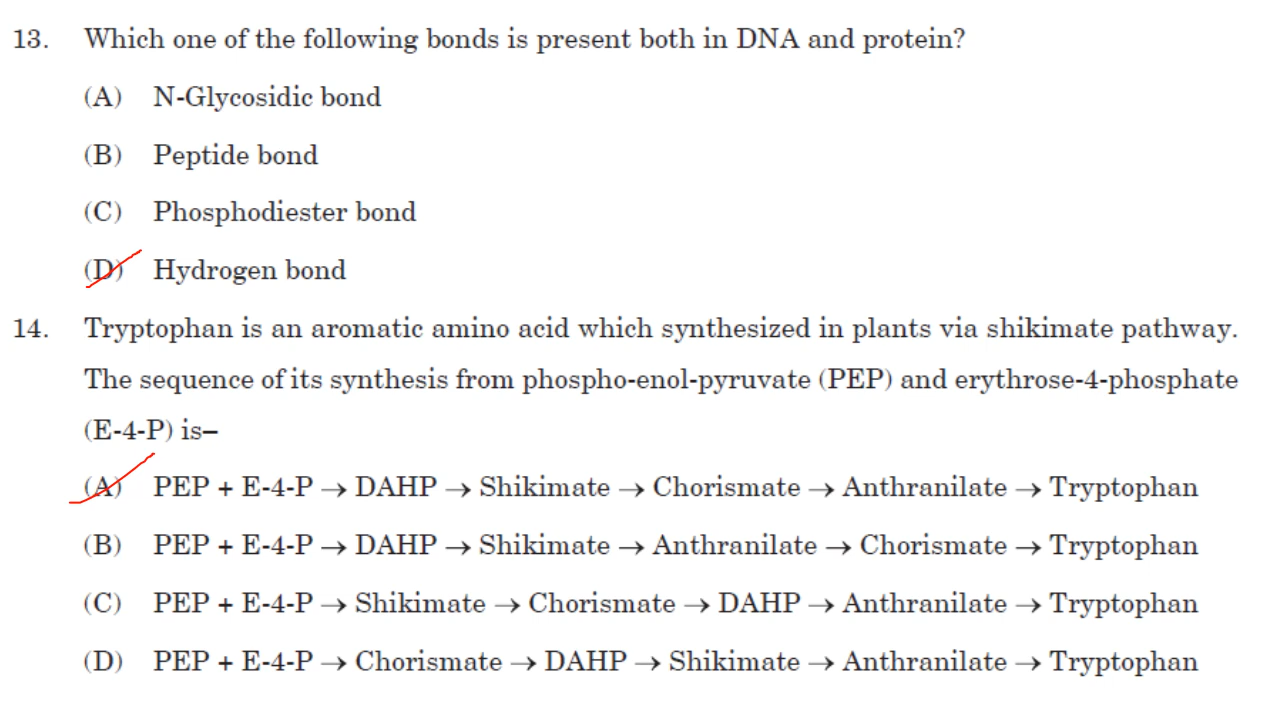 13. Which one of the following bonds is present both in DNA and protein?
(A) N-Glycosidic bond
(B) Peptide bond
(C) Phosphodiester bond
(D) Hydrogen bond
14. Tryptophan is an aromatic amino acid which synthesized in plants via shikimate pathway.
The sequence of its synthesis from phospho-enol-pyruvate (PEP) and erythrose-4-phosphate
(E-4-P) is–
(A) PEP + E-4-P → DAHP → Shikimate → Chorismate → Anthranilate → Tryptophan
(B) PEP + E-4-P → DAHP → Shikimate → Anthranilate → Chorismate → Tryptophan
(C) PEP + E-4-P → Shikimate → Chorismate → DAHP → Anthranilate → Tryptophan
(D) PEP + E-4-P → Chorismate → DAHP → Shikimate → Anthranilate → Tryptophan